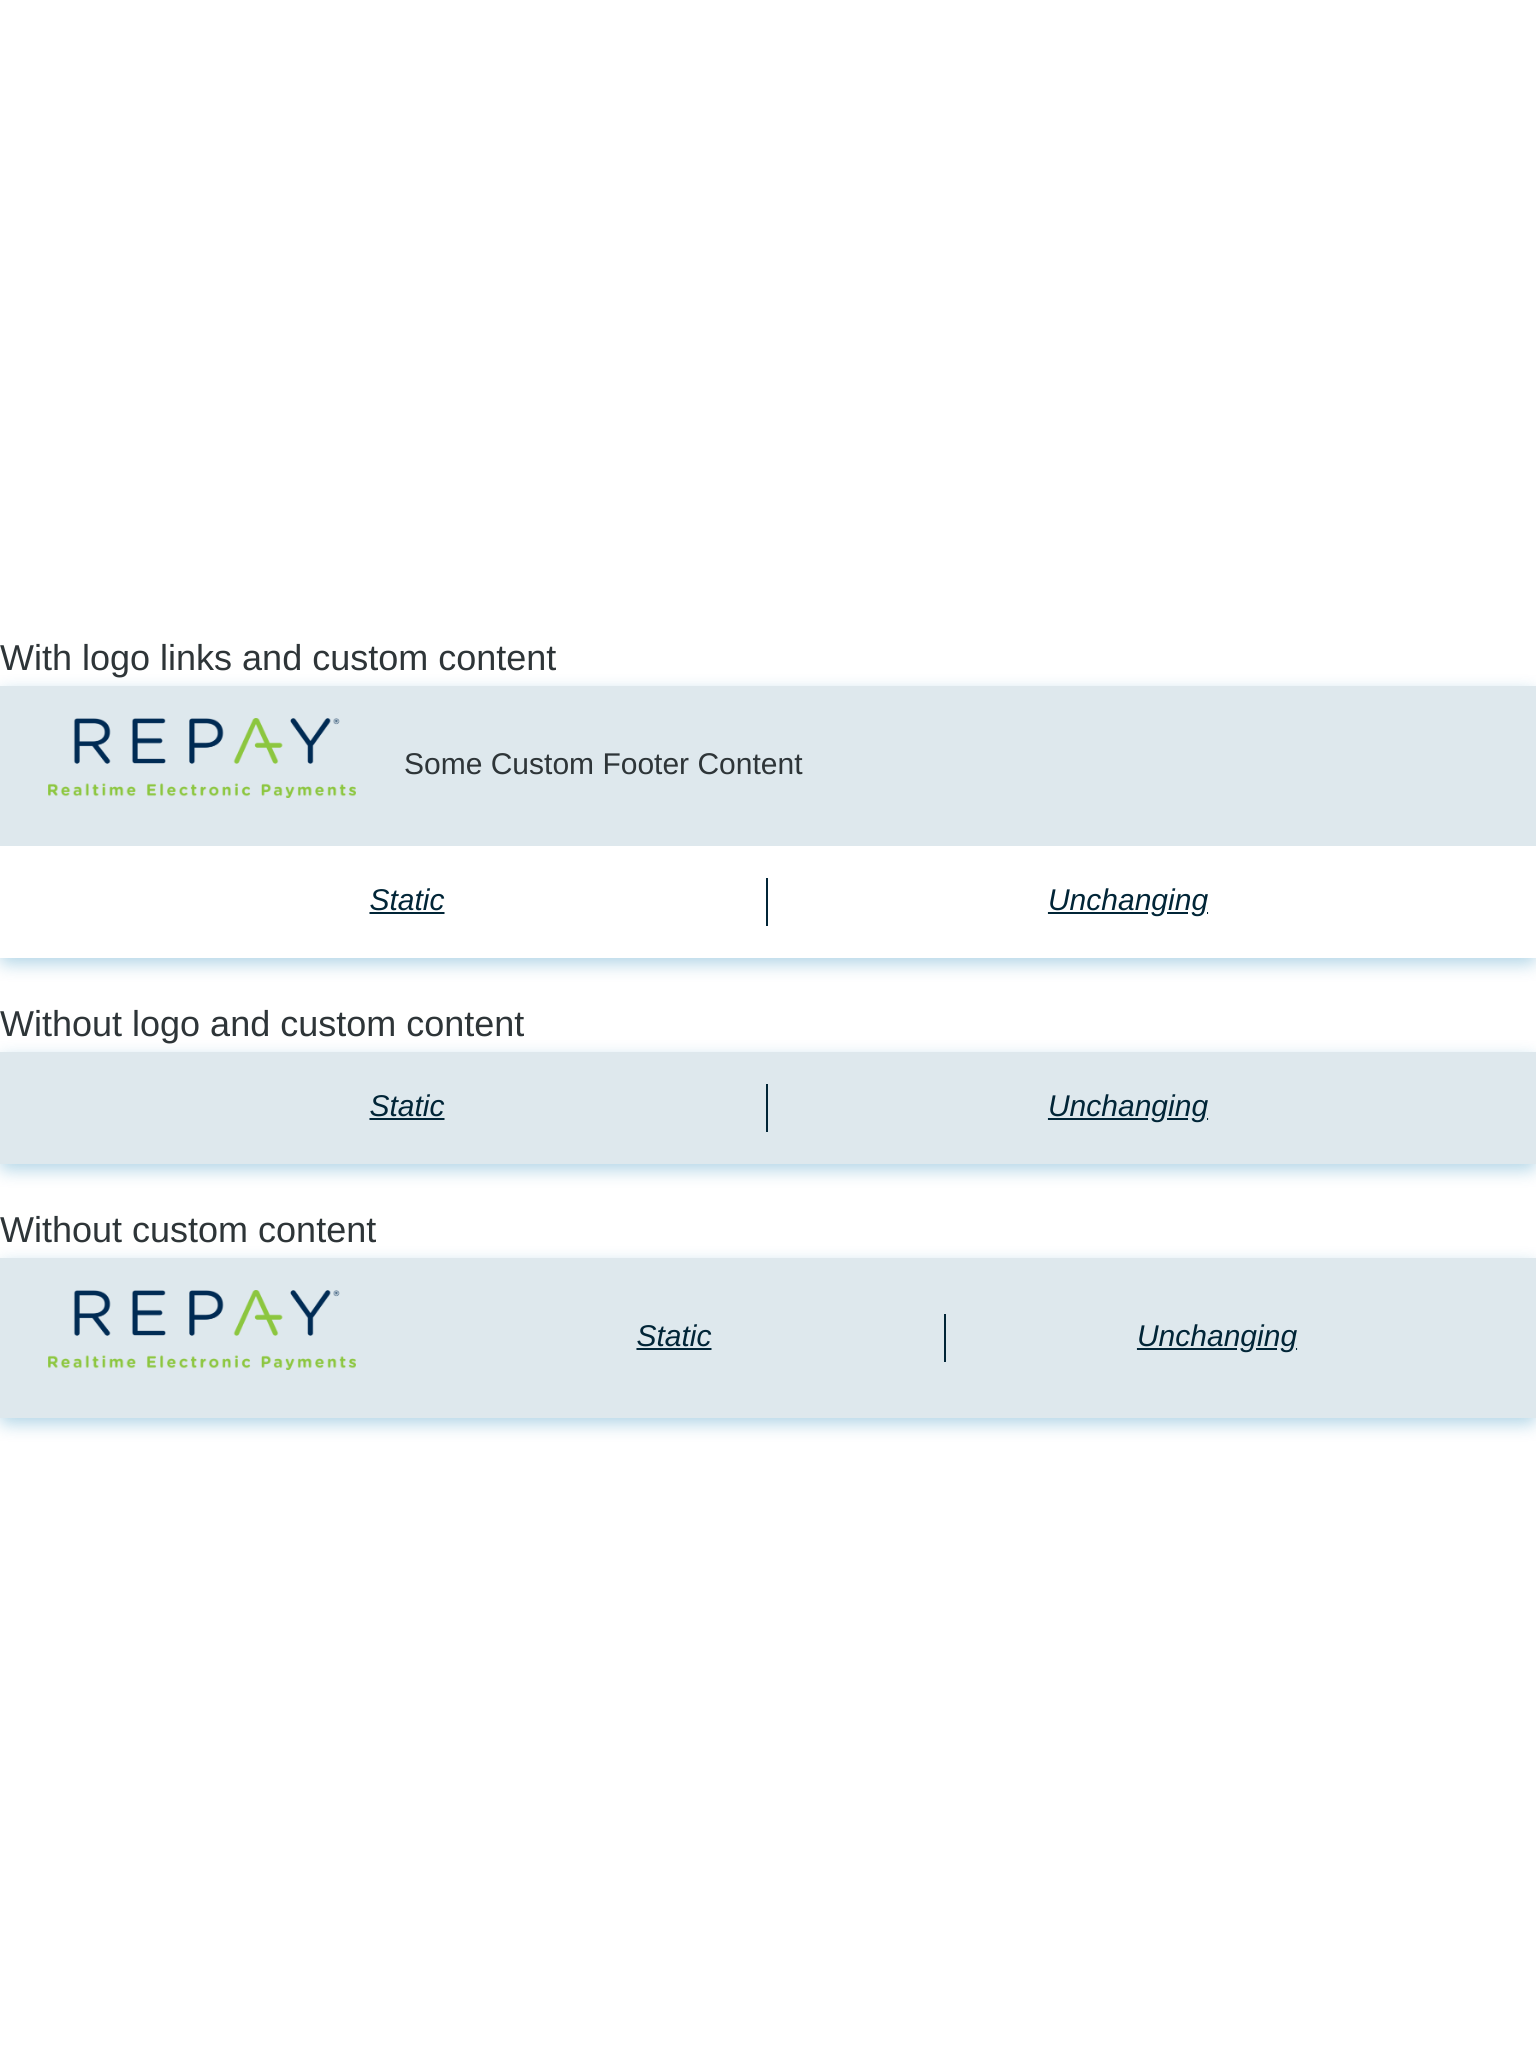 With logo links and custom content
REPAY®
Realtime Electronic Payments
Some Custom Footer Content
Static
Unchanging
Without logo and custom content
Static
Unchanging
Without custom content
REPAY®
Realtime Electronic Payments
Static
Unchanging